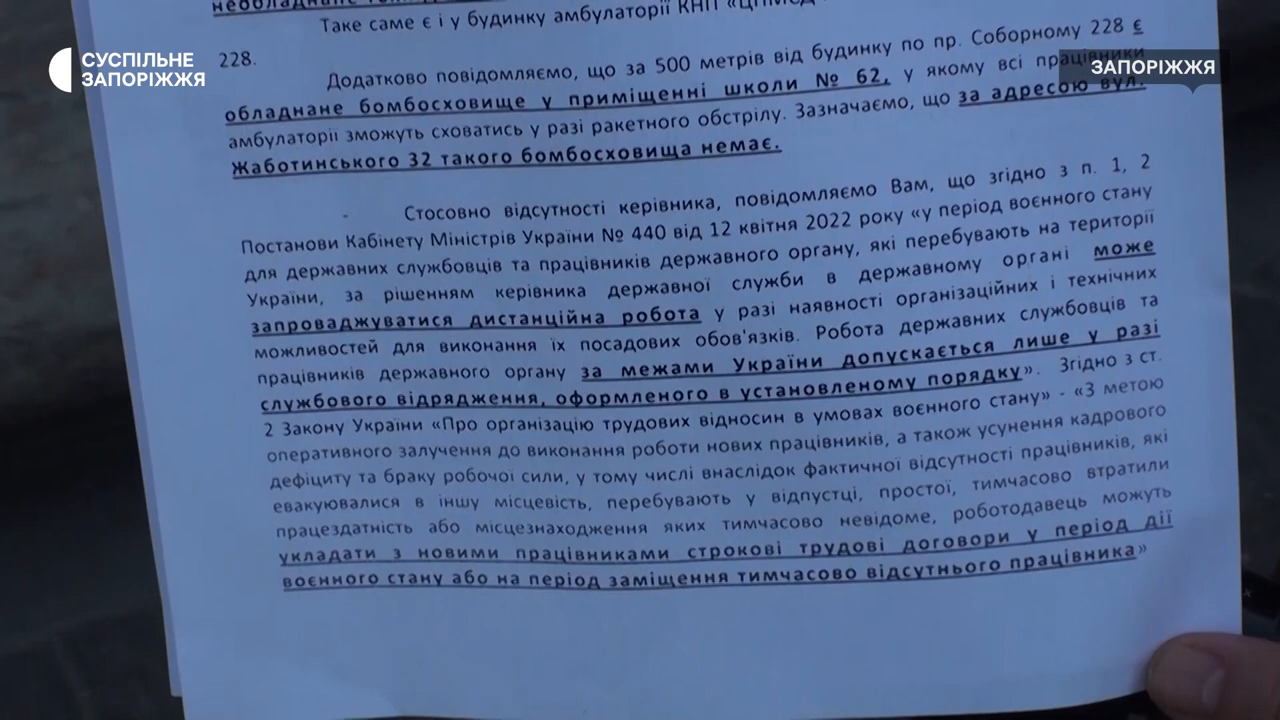 СУСПІЛЬНЕ
ЗАПОРІЖЖЯ
ЗАПОРІЖЖЯ
необладнане
Таке саме є і у будинку амбулаторії КНП
228.
Додатково повідомляємо, що за 500 метрів від будинку по пр. Соборному 228 є
обладнане бомбосховище у приміщенні школи № 62, у якому всі працівники
амбулаторії зможуть сховатись у разі ракетного обстрілу. Зазначаємо, що за адресою вул.
Жаботинського 32 такого бомбосховища немає.
- Стосовно відсутності керівника, повідомляємо Вам, що згідно з п. 1, 2
Постанови Кабінету Міністрів України № 440 від 12 квітня 2022 року «у період воєнного стану
для державних службовців та працівників державного органу, які перебувають на території
України, за рішенням керівника державної служби в державному органі може
запроваджуватися дистанційна робота у разі наявності організаційних і технічних
можливостей для виконання їх посадових обов'язків. Робота державних службовців та
працівників державного органу за межами України допускається лише у разі
службового відрядження, оформленого в установленому порядку». Згідно з ст.
2 Закону України «Про організацію трудових відносин в умовах воєнного стану» - «З метою
оперативного залучення до виконання роботи нових працівників, а також усунення кадрового
дефіциту та браку робочої сили, у тому числі внаслідок фактичної відсутності працівників, які
евакуювалися в іншу місцевість, перебувають у відпустці, простої, тимчасово втратили
працездатність або місцезнаходження яких тимчасово невідоме, роботодавець можуть
укладати з новими працівниками строкові трудові договори у період дії
воєнного стану або на період заміщення тимчасово відсутнього працівника»